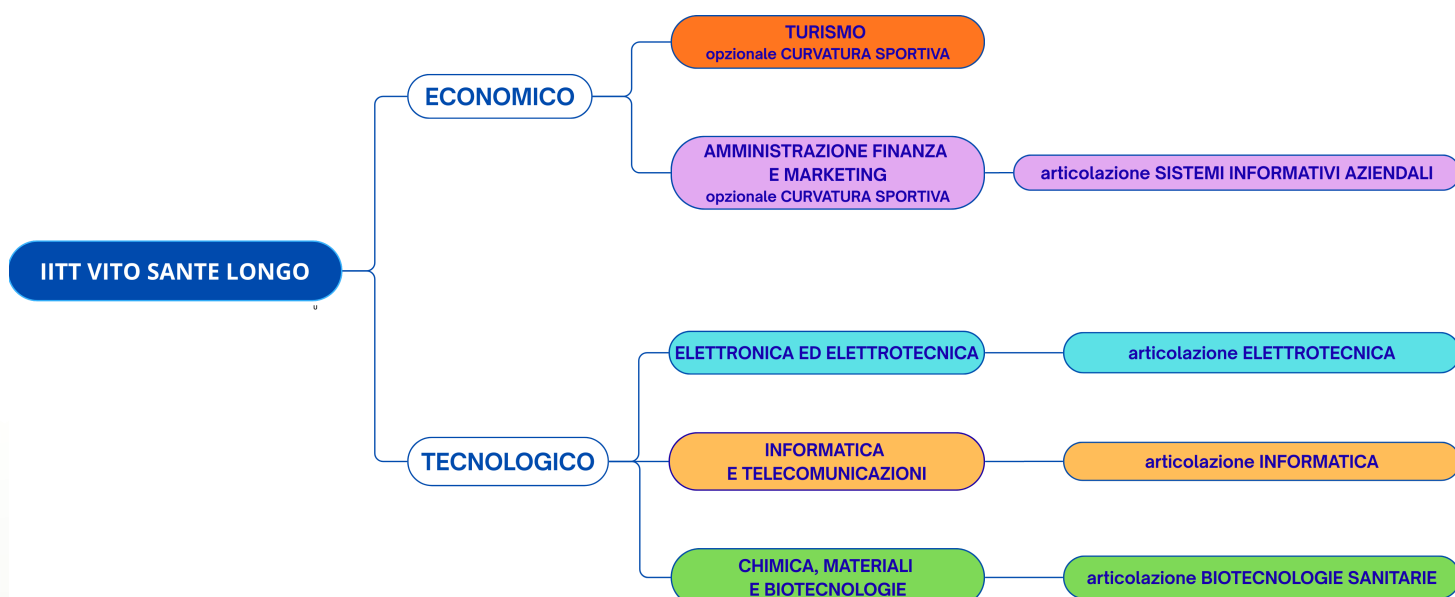 TURISMO
opzionale CURVATURA SPORTIVA
ECONOMICO
AMMINISTRAZIONE FINANZA
E MARKETING
opzionale CURVATURA SPORTIVA
articolazione SISTEMI INFORMATIVI AZIENDALI
IITT VITO SANTE LONGO
U
ELETTRONICA ED ELETTROTECNICA
articolazione ELETTROTECNICA
TECNOLOGICO
INFORMATICA
E TELECOMUNICAZIONI
articolazione INFORMATICA
CHIMICA, MATERIALI
E BIOTECNOLOGIE
articolazione BIOTECNOLOGIE SANITARIE